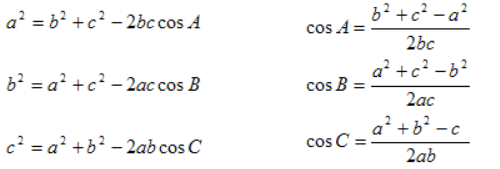 a² = b² + c² − 2bc cos A    cos A = (b² + c² − a²) / 2bc
b² = a² + c² − 2ac cos B    cos B = (a² + c² − b²) / 2ac
c² = a² + b² − 2ab cos C    cos C = (a² + b² − c) / 2ab